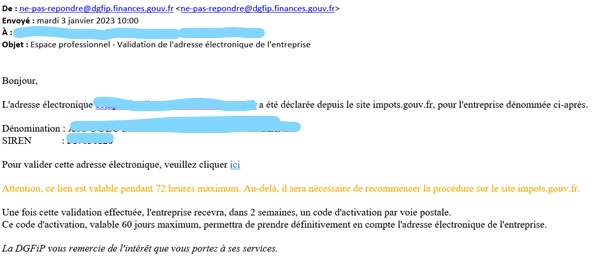 De : ne-pas-repondre@dgfip.finances.gouv.fr <ne-pas-repondre@dgfip.finances.gouv.fr>
Envoyé : mardi 3 janvier 2023 10:00
À :
Objet : Espace professionnel - Validation de l'adresse électronique de l'entreprise
Bonjour,
L'adresse électronique a été déclarée depuis le site impots.gouv.fr, pour l'entreprise dénommée ci-après.
Dénomination :
SIREN :
Pour valider cette adresse électronique, veuillez cliquer ici
Attention, ce lien est valable pendant 72 heures maximum. Au-delà, il sera nécessaire de recommencer la procédure sur le site impots.gouv.fr.
Une fois cette validation effectuée, l'entreprise recevra, dans 2 semaines, un code d'activation par voie postale.
Ce code d'activation, valable 60 jours maximum, permettra de prendre définitivement en compte l'adresse électronique de l'entreprise.
La DGFiP vous remercie de l'intérêt que vous portez à ses services.